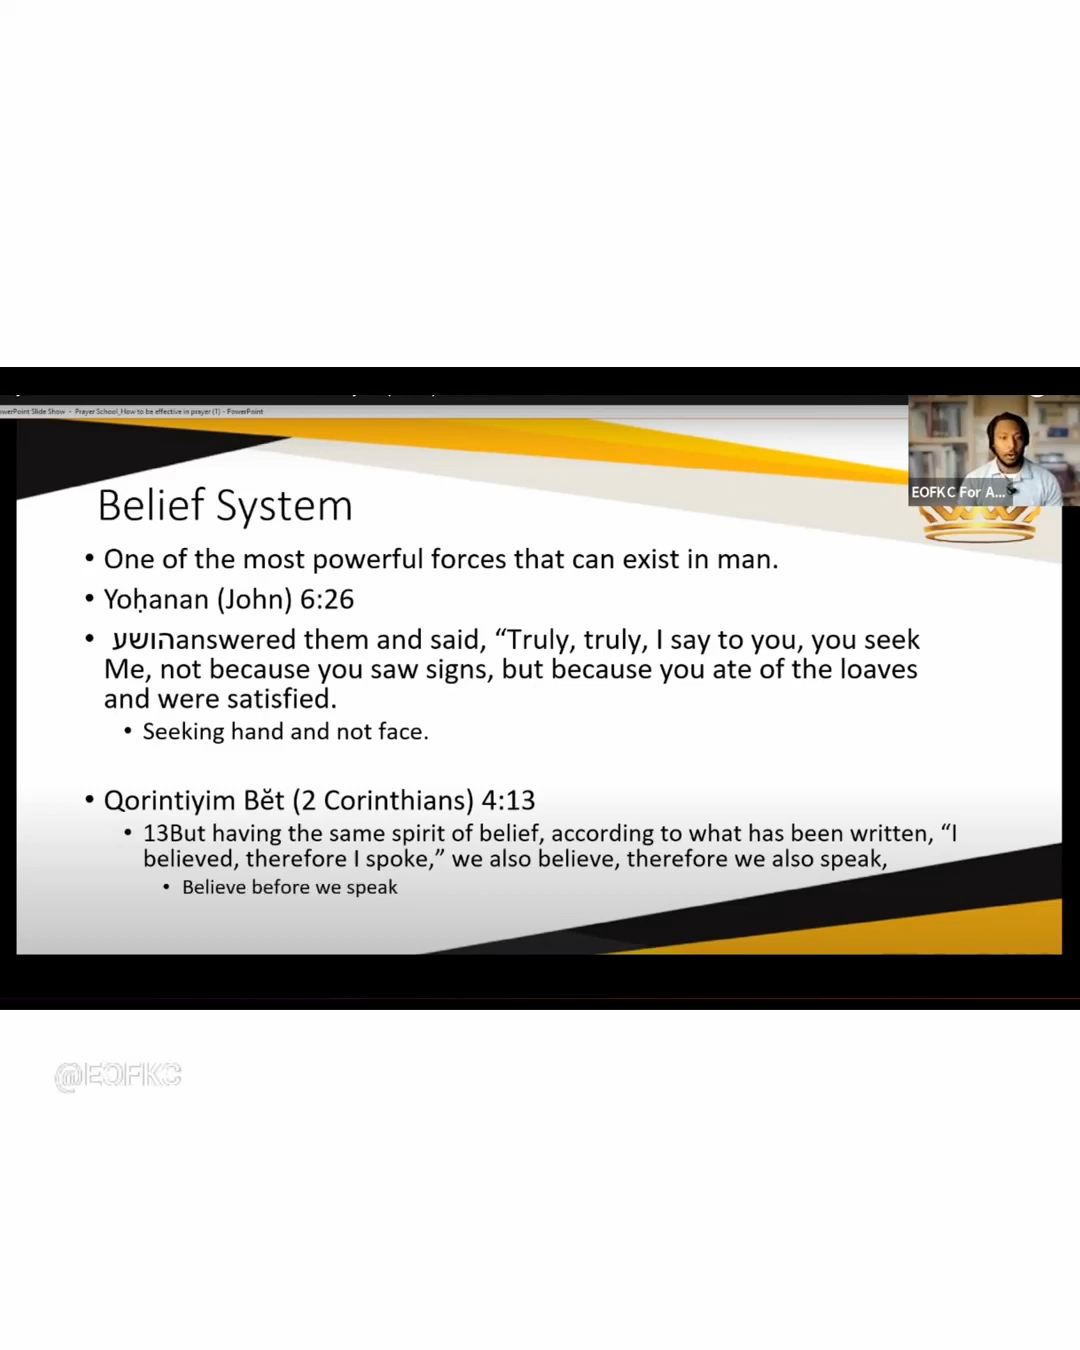 PowerPoint Slide Show - Prayer School_How to be effective in prayer (1) - PowerPoint
EOFKC For A...
Belief System
• One of the most powerful forces that can exist in man.
• Yoḥanan (John) 6:26
• הושעanswered them and said, “Truly, truly, I say to you, you seek
Me, not because you saw signs, but because you ate of the loaves
and were satisfied.
• Seeking hand and not face.
• Qorintiyim Bĕt (2 Corinthians) 4:13
• 13But having the same spirit of belief, according to what has been written, “I
believed, therefore I spoke,” we also believe, therefore we also speak,
• Believe before we speak
@EOFKC